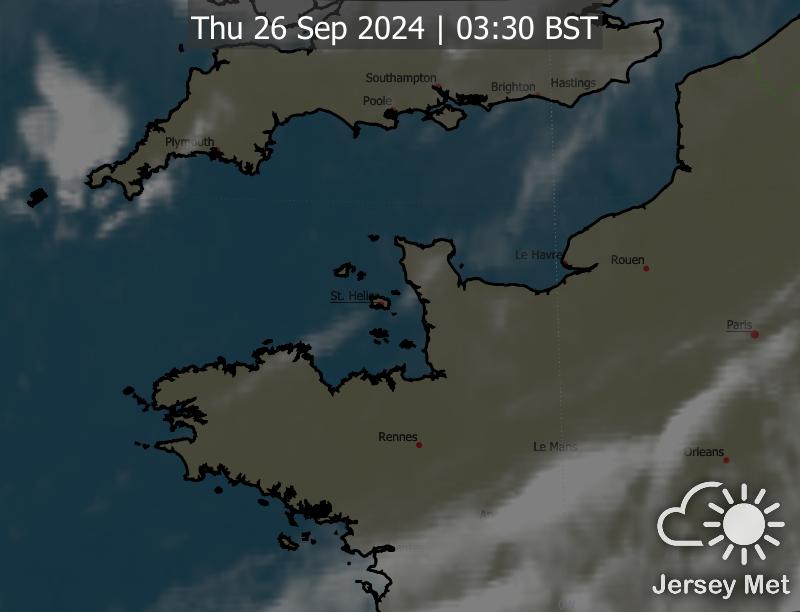 Thu 26 Sep 2024 | 03:30 BST
Southampton
Brighton
Hastings
Poole
Plymouth
Le Havre
Rouen
St. Helier
Paris
Rennes
Le Mans
Orleans
Jersey Met